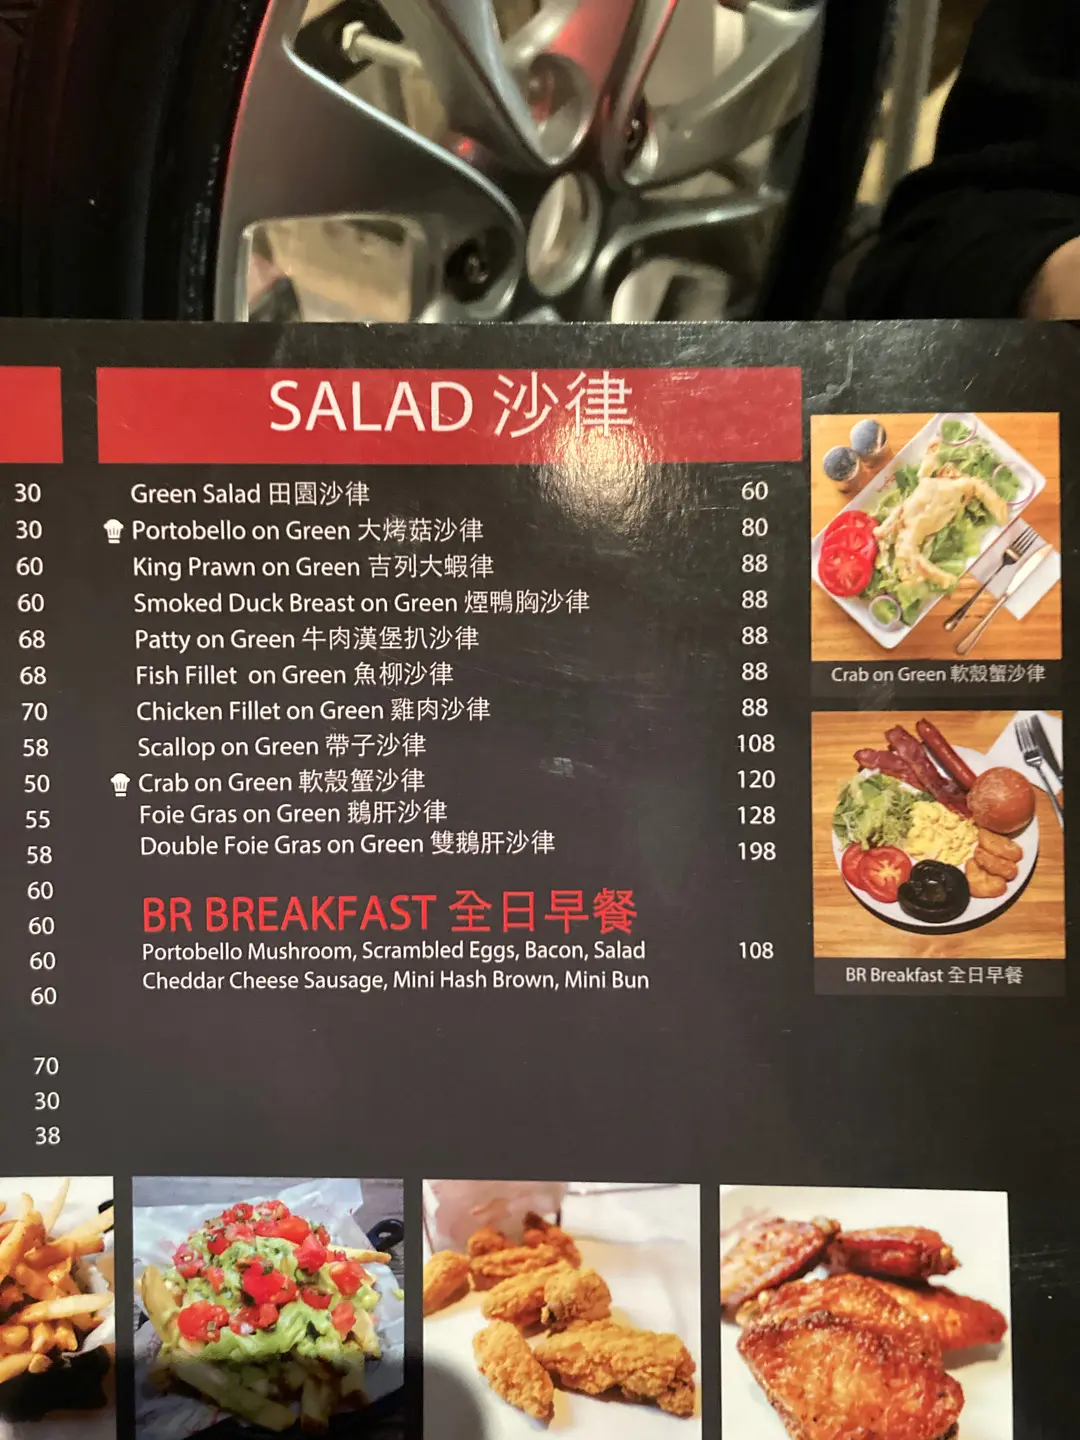 SALAD 沙律
30
Green Salad 田園沙律 60
30
Portobello on Green 大烤菇沙律 80
60
King Prawn on Green 吉列大蝦律 88
60
Smoked Duck Breast on Green 煙鴨胸沙律 88
68
Patty on Green 牛肉漢堡扒沙律 88
68
Fish Fillet on Green 魚柳沙律 88
70
Chicken Fillet on Green 雞肉沙律 88
58
Scallop on Green 帶子沙律 108
50
Crab on Green 軟殼蟹沙律 120
55
Foie Gras on Green 鵝肝沙律 128
58
Double Foie Gras on Green 雙鵝肝沙律 198
60
60
60
60
70
30
38
BR BREAKFAST 全日早餐
Portobello Mushroom, Scrambled Eggs, Bacon, Salad 108
Cheddar Cheese Sausage, Mini Hash Brown, Mini Bun
Crab on Green 軟殼蟹沙律
BR Breakfast 全日早餐